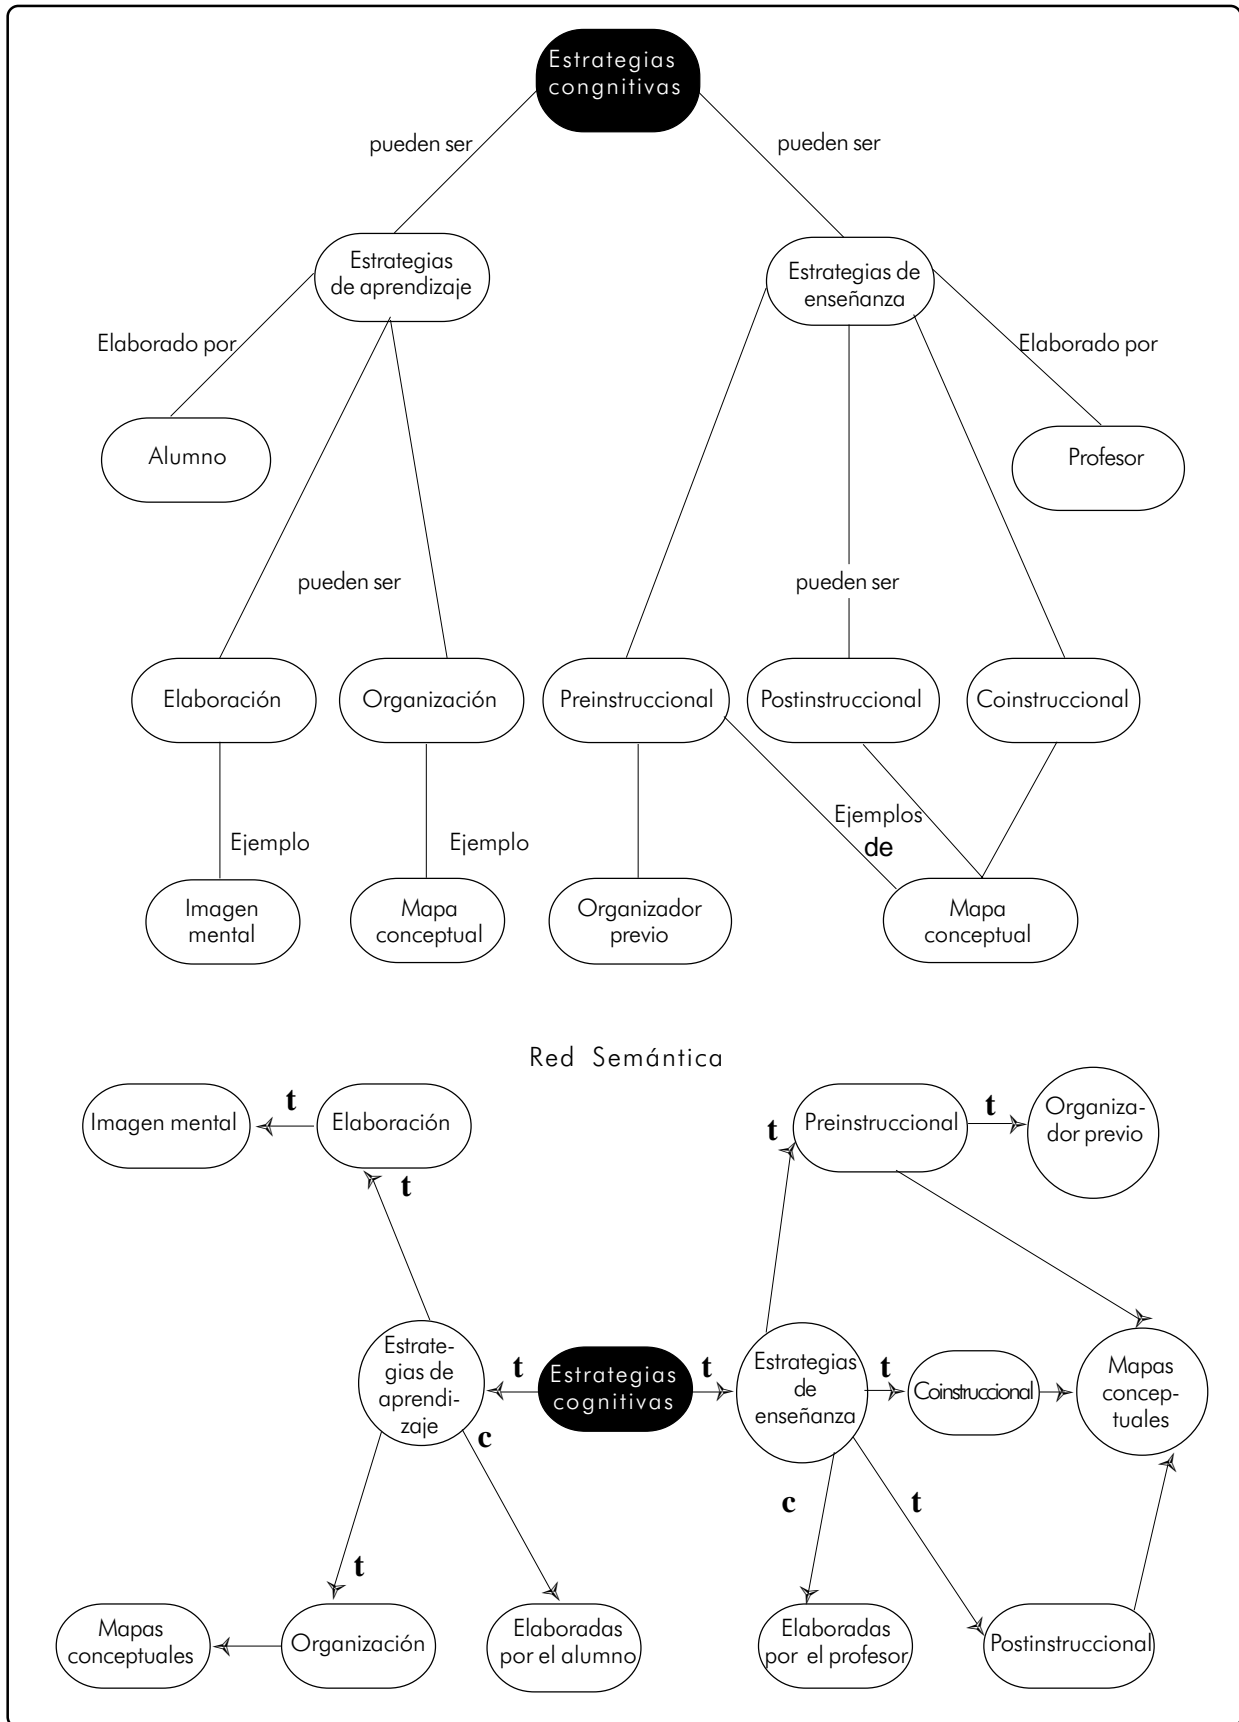 Estrategias
congnitivas
pueden ser
pueden ser
Estrategias
de aprendizaje
Estrategias de
enseñanza
Elaborado por
Elaborado por
Alumno
Profesor
pueden ser
pueden ser
Elaboración
Organización
Preinstruccional
Postinstruccional
Coinstruccional
Ejemplo
Ejemplo
Ejemplos
de
Imagen
mental
Mapa
conceptual
Organizador
previo
Mapa
conceptual
Red Semántica
Imagen mental
t
Elaboración
t
t
Preinstruccional
t
Organiza-
dor previo
Estrate-
gias de
aprendi-
zaje
t
Estrategias
cognitivas
t
Estrategias
de
enseñanza
t
Coinstruccional
Mapas
concep-
tuales
c
c
t
t
Mapas
conceptuales
Organización
Elaboradas
por el alumno
Elaboradas
por el profesor
Postinstruccional